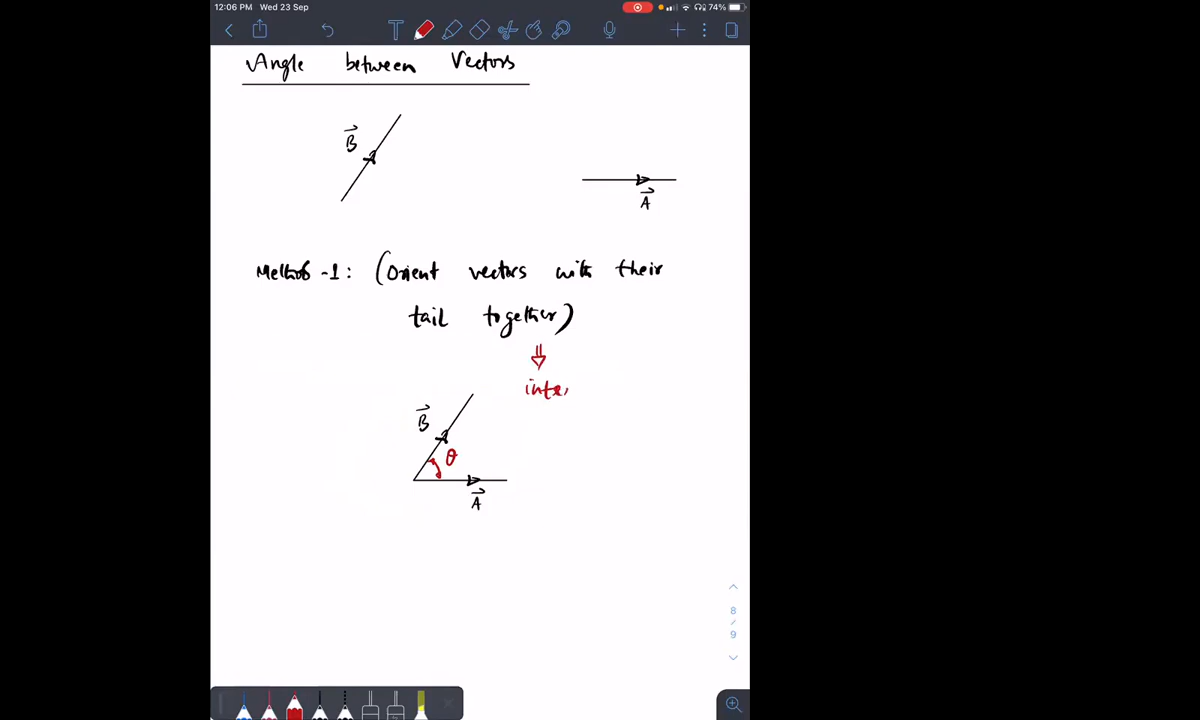 12:06 PM Wed 23 Sep
74%
T
Angle between Vectors
B
A
Method -1: (Orient vectors with their
tail together)
⇓
inte
B
θ
A
8
/
9